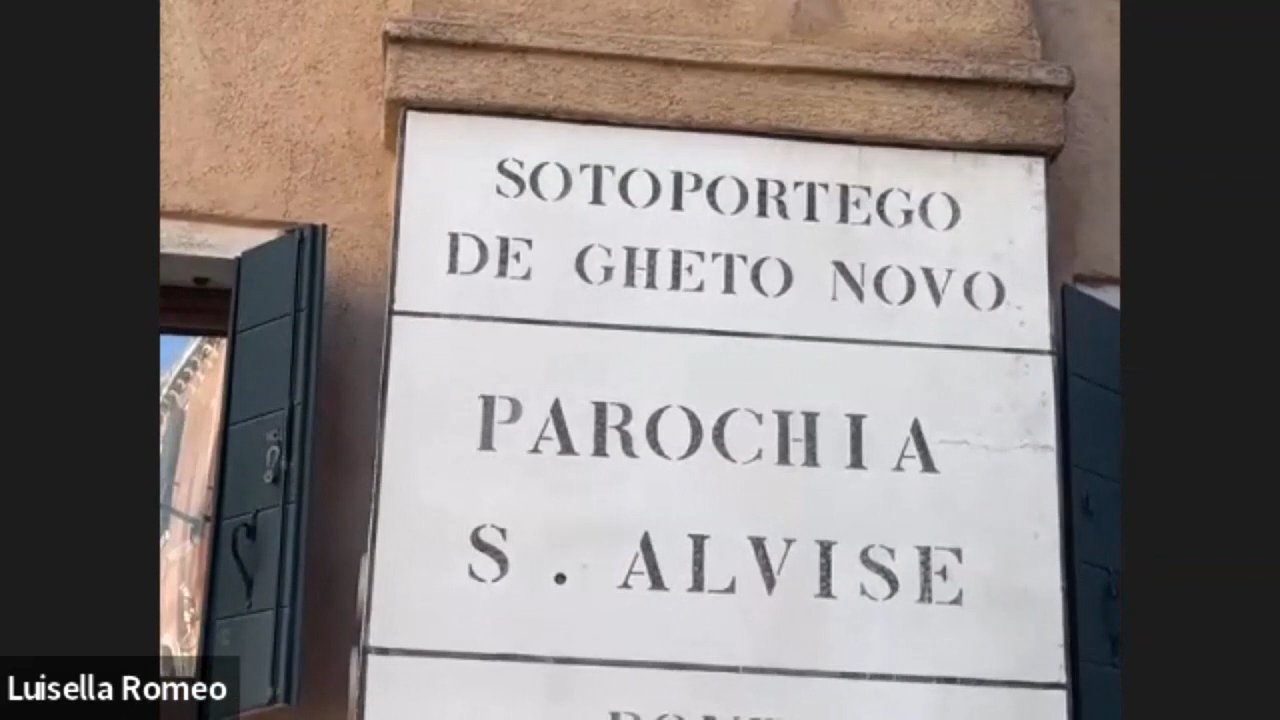 SOTOPORTEGO
DE GHETO NOVO
PAROCHIA
S. ALVISE
Luisella Romeo